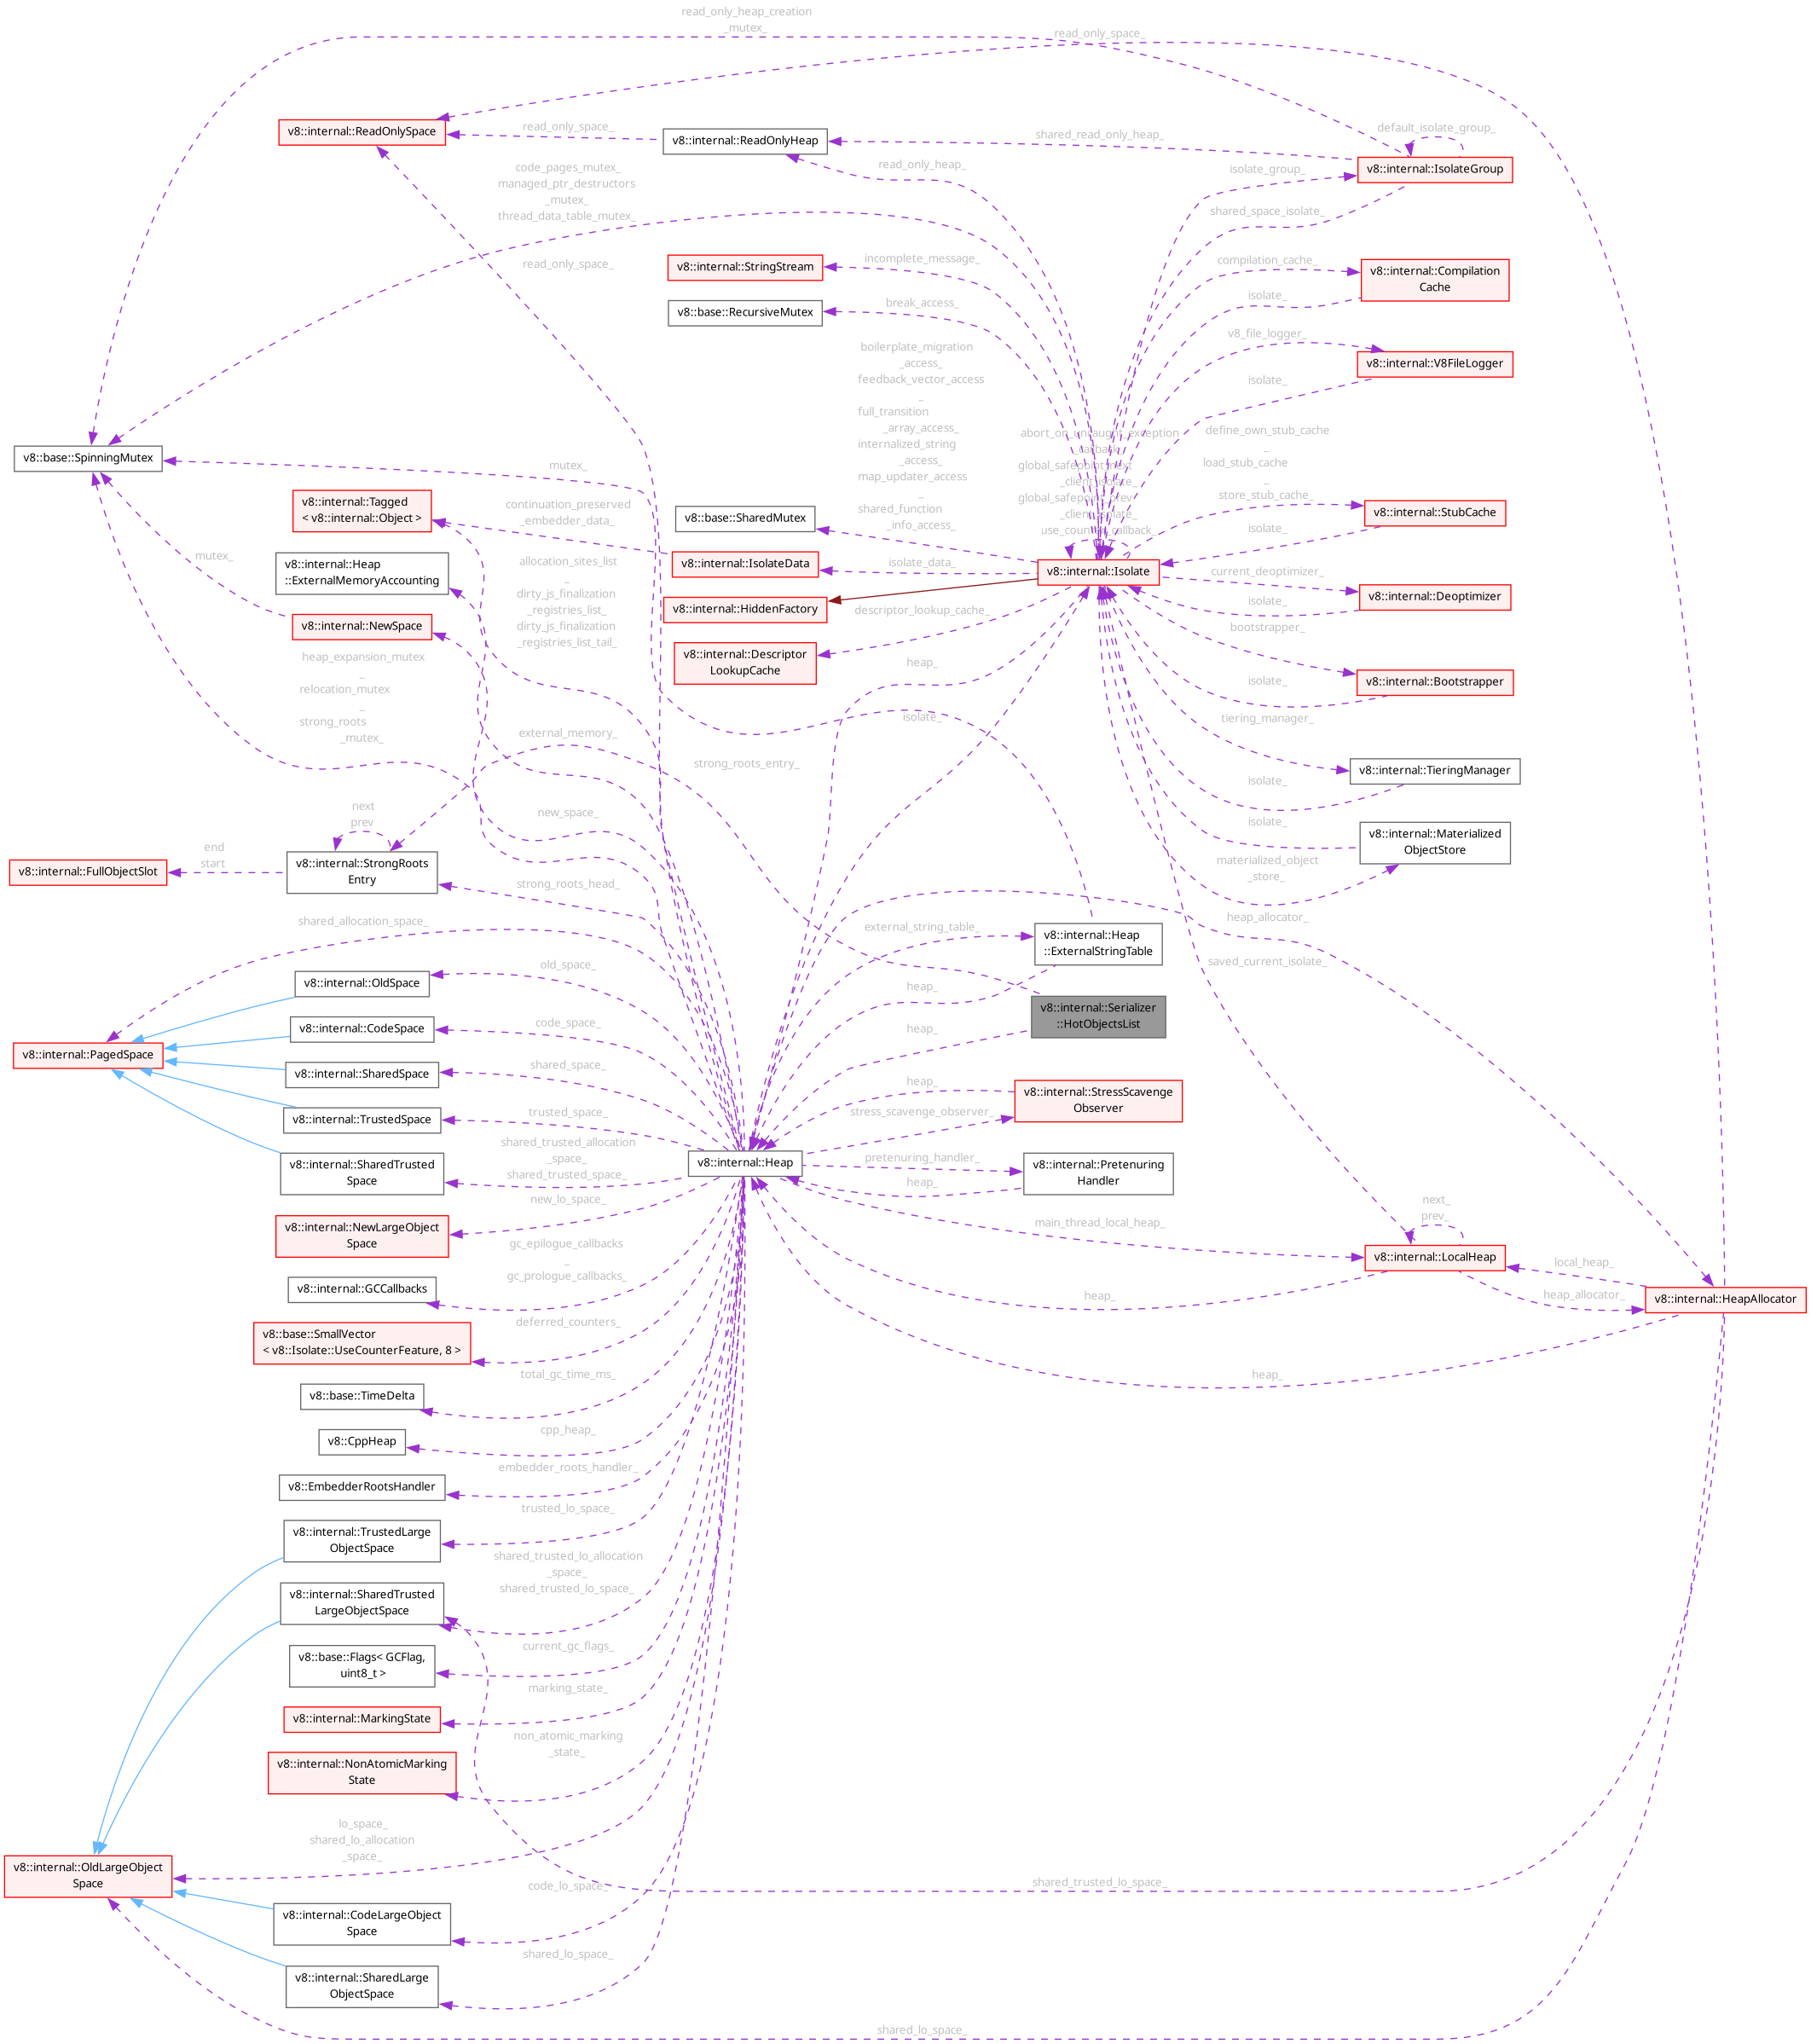 read_only_heap_creation
_mutex_
read_only_space_
v8::internal::ReadOnlySpace
read_only_space_
v8::internal::ReadOnlyHeap
shared_read_only_heap_
default_isolate_group_
v8::internal::IsolateGroup
code_pages_mutex_
managed_ptr_destructors
_mutex_
thread_data_table_mutex_
read_only_heap_
isolate_group_
shared_space_isolate_
read_only_space_
v8::internal::StringStream
incomplete_message_
compilation_cache_
v8::internal::Compilation
Cache
isolate_
v8::base::RecursiveMutex
break_access_
v8_file_logger_
v8::internal::V8FileLogger
isolate_
boilerplate_migration
_access_
feedback_vector_access
_
full_transition
_array_access_
internalized_string
_access_
map_updater_access
_
shared_function
_info_access_
abort_on_uncaught_exception
_callback_
global_safepoint_next
_client_isolate_
global_safepoint_prev
_client_isolate_
use_counter_callback_
define_own_stub_cache
_
load_stub_cache
_
store_stub_cache_
v8::base::SpinningMutex
mutex_
v8::internal::Tagged
< v8::internal::Object >
continuation_preserved
_embedder_data_
v8::base::SharedMutex
v8::internal::StubCache
isolate_
mutex_
v8::internal::Heap
::ExternalMemoryAccounting
allocation_sites_list
_
dirty_js_finalization
_registries_list_
dirty_js_finalization
_registries_list_tail_
v8::internal::IsolateData
isolate_data_
v8::internal::Isolate
current_deoptimizer_
v8::internal::Deoptimizer
isolate_
v8::internal::HiddenFactory
descriptor_lookup_cache_
v8::internal::NewSpace
bootstrapper_
v8::internal::Descriptor
LookupCache
heap_
v8::internal::Bootstrapper
isolate_
heap_expansion_mutex
_
relocation_mutex
_
strong_roots
_mutex_
isolate_
tiering_manager_
external_memory_
strong_roots_entry_
v8::internal::TieringManager
isolate_
next
prev
new_space_
isolate_
v8::internal::Materialized
ObjectStore
end
start
v8::internal::FullObjectSlot
v8::internal::StrongRoots
Entry
strong_roots_head_
materialized_object
_store_
shared_allocation_space_
heap_allocator_
external_string_table_
v8::internal::Heap
::ExternalStringTable
saved_current_isolate_
v8::internal::OldSpace
old_space_
heap_
v8::internal::Serializer
::HotObjectsList
v8::internal::CodeSpace
code_space_
heap_
v8::internal::PagedSpace
v8::internal::SharedSpace
shared_space_
heap_
v8::internal::StressScavenge
Observer
stress_scavenge_observer_
v8::internal::TrustedSpace
trusted_space_
v8::internal::SharedTrusted
Space
shared_trusted_allocation
_space_
shared_trusted_space_
v8::internal::Heap
pretenuring_handler_
heap_
v8::internal::Pretenuring
Handler
new_lo_space_
main_thread_local_heap_
next_
prev_
v8::internal::NewLargeObject
Space
v8::internal::LocalHeap
local_heap_
heap_allocator_
v8::internal::HeapAllocator
gc_epilogue_callbacks
_
gc_prologue_callbacks_
v8::internal::GCCallbacks
heap_
v8::base::SmallVector
< v8::Isolate::UseCounterFeature, 8 >
deferred_counters_
heap_
v8::base::TimeDelta
total_gc_time_ms_
v8::CppHeap
cpp_heap_
v8::EmbedderRootsHandler
embedder_roots_handler_
trusted_lo_space_
v8::internal::TrustedLarge
ObjectSpace
shared_trusted_lo_allocation
_space_
shared_trusted_lo_space_
v8::internal::SharedTrusted
LargeObjectSpace
v8::base::Flags< GCFlag,
uint8_t >
current_gc_flags_
v8::internal::MarkingState
marking_state_
v8::internal::NonAtomicMarking
State
non_atomic_marking
_state_
lo_space_
shared_lo_allocation
_space_
v8::internal::OldLargeObject
Space
code_lo_space_
shared_trusted_lo_space_
v8::internal::CodeLargeObject
Space
shared_lo_space_
v8::internal::SharedLarge
ObjectSpace
shared_lo_space_